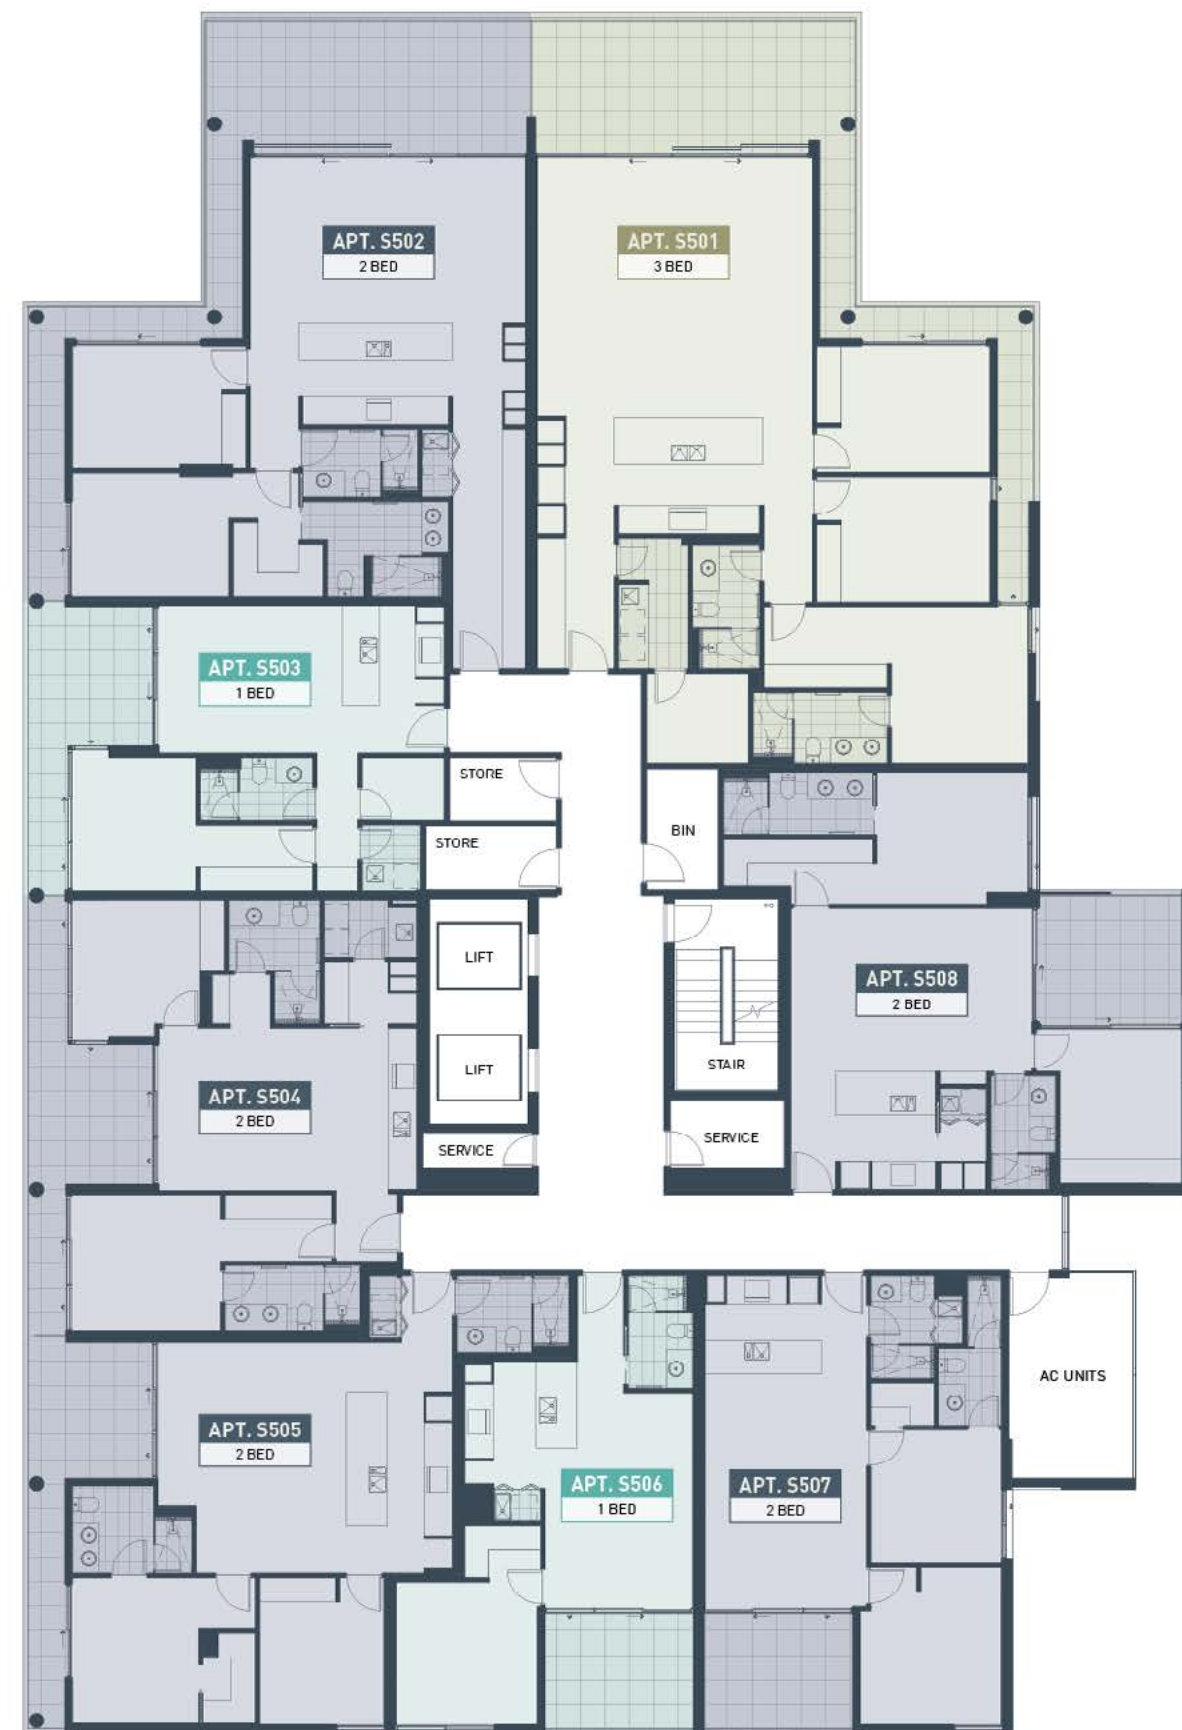 APT. S502
2 BED
APT. S501
3 BED
APT. S503
1 BED
STORE
STORE
BIN
LIFT
LIFT
STAIR
APT. S508
2 BED
APT. S504
2 BED
SERVICE
SERVICE
AC UNITS
APT. S505
2 BED
APT. S506
1 BED
APT. S507
2 BED